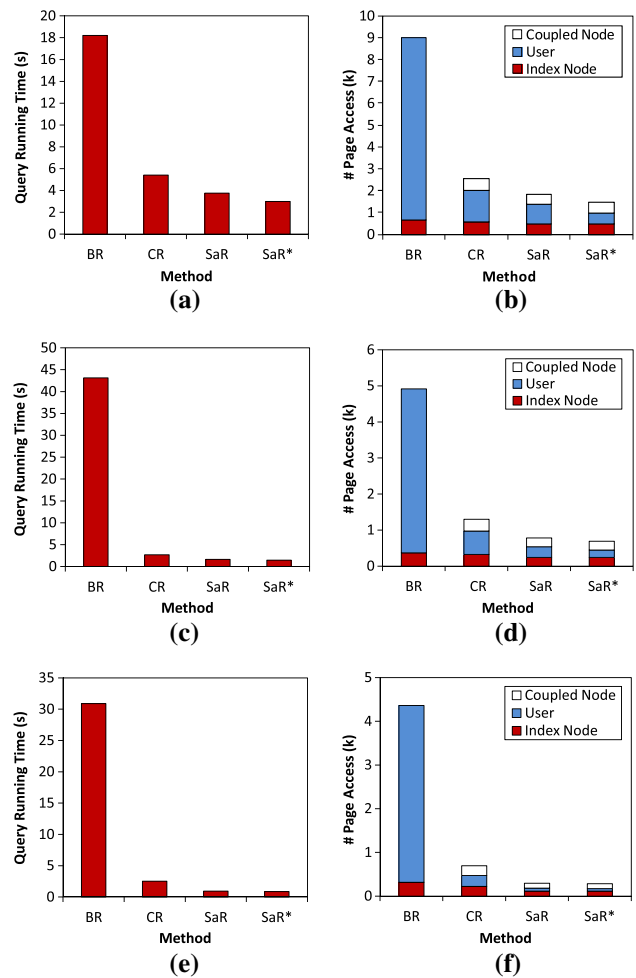 20
18
16
14
12
10
8
6
4
2
0
Query Running Time (s)
BR CR SaR SaR*
Method
(a)
10
9
8
7
6
5
4
3
2
1
0
# Page Access (k)
Coupled Node
User
Index Node
BR CR SaR SaR*
Method
(b)
50
45
40
35
30
25
20
15
10
5
0
Query Running Time (s)
BR CR SaR SaR*
Method
(c)
6
5
4
3
2
1
0
# Page Access (k)
Coupled Node
User
Index Node
BR CR SaR SaR*
Method
(d)
35
30
25
20
15
10
5
0
Query Running Time (s)
BR CR SaR SaR*
Method
(e)
5
4
3
2
1
0
# Page Access (k)
Coupled Node
User
Index Node
BR CR SaR SaR*
Method
(f)